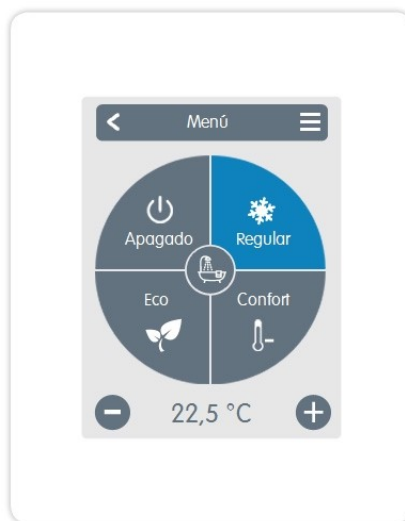 Menú
Apagado
Regular
Eco
Confort
22,5 °C